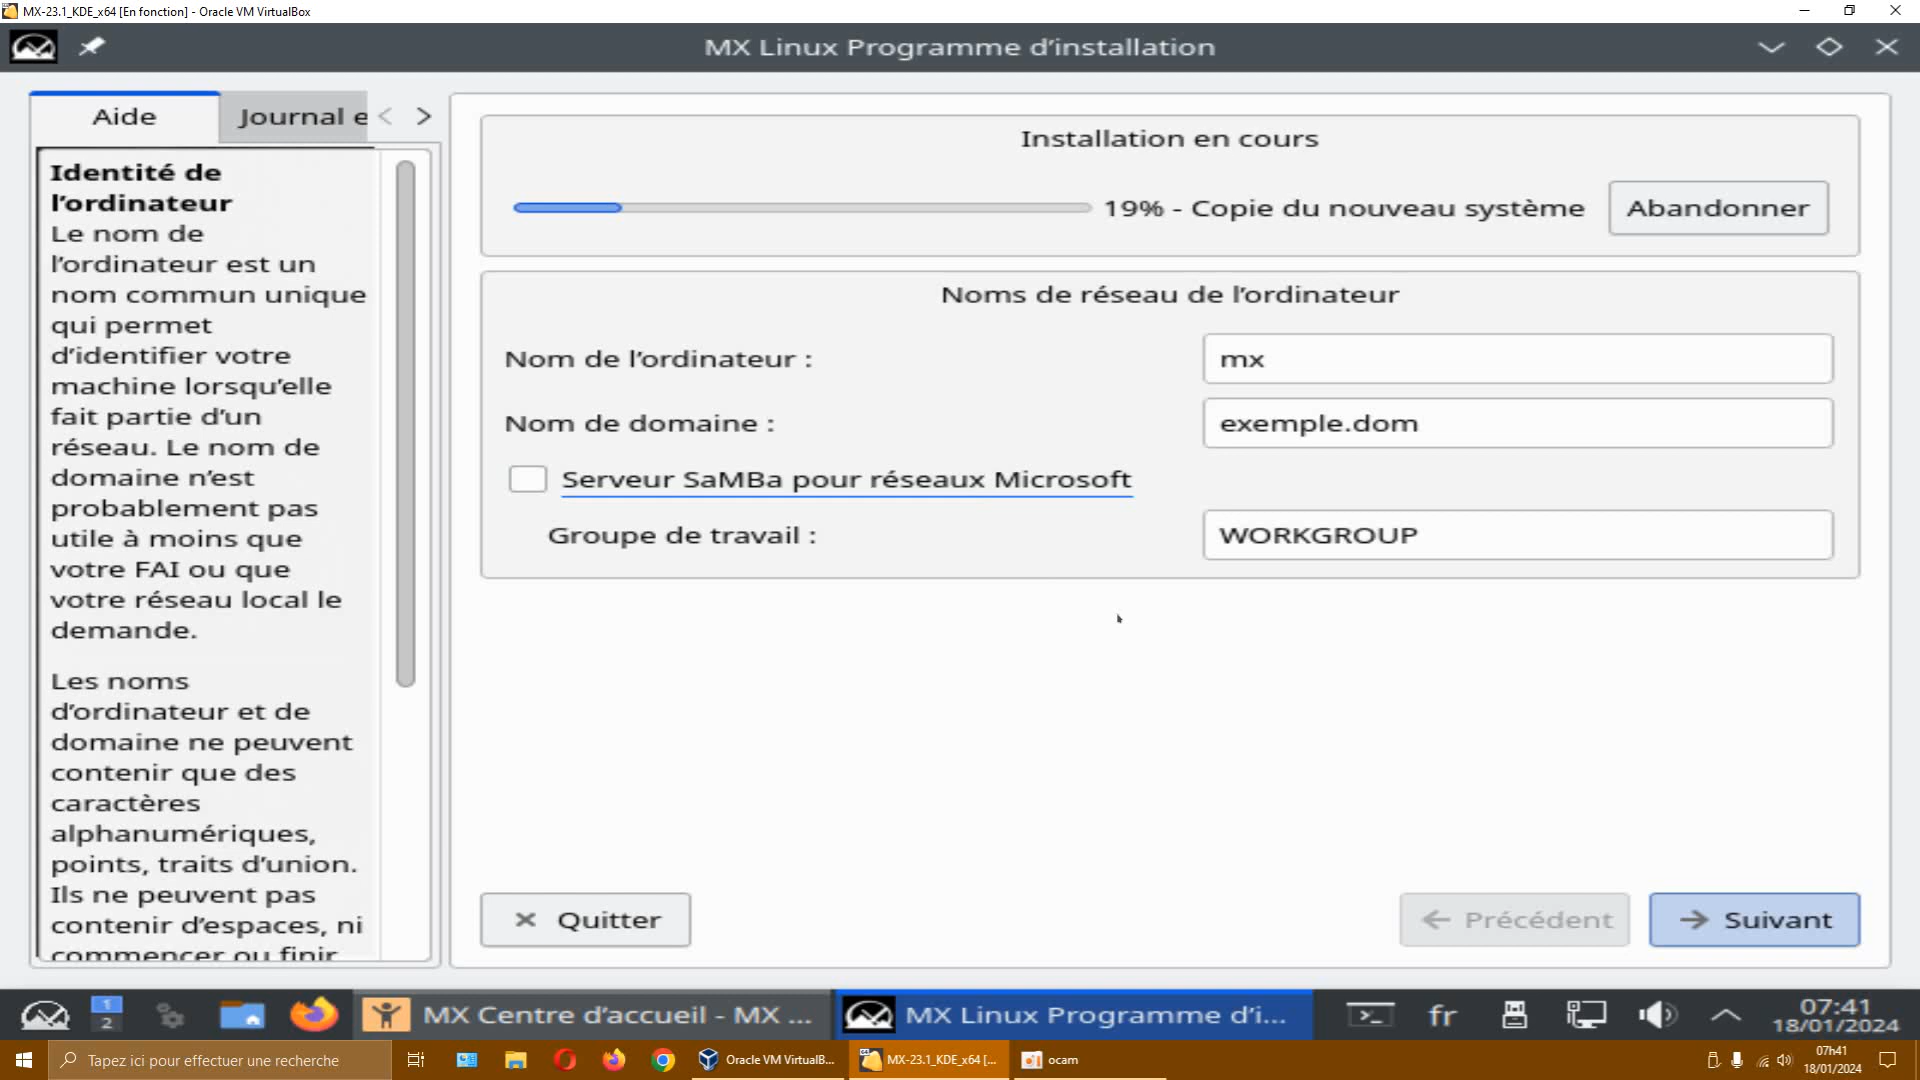 MX-23.1_KDE_x64 [En fonction] - Oracle VM VirtualBox
MX Linux Programme d’installation
Aide
Journal e
Identité de
l’ordinateur
Le nom de
l’ordinateur est un
nom commun unique
qui permet
d’identifier votre
machine lorsqu’elle
fait partie d’un
réseau. Le nom de
domaine n’est
probablement pas
utile à moins que
votre FAI ou que
votre réseau local le
demande.
Les noms
d’ordinateur et de
domaine ne peuvent
contenir que des
caractères
alphanumériques,
points, traits d’union.
Ils ne peuvent pas
contenir d’espaces, ni
commencer ou finir
Installation en cours
19% - Copie du nouveau système
Abandonner
Noms de réseau de l’ordinateur
Nom de l’ordinateur :
mx
Nom de domaine :
exemple.dom
Serveur SaMBa pour réseaux Microsoft
Groupe de travail :
WORKGROUP
Quitter
Précédent
Suivant
1
2
MX Centre d’accueil - MX ...
MX Linux Programme d’i...
fr
07:41
18/01/2024
Tapez ici pour effectuer une recherche
Oracle VM VirtualB...
MX-23.1_KDE_x64 [...
ocam
07h41
18/01/2024